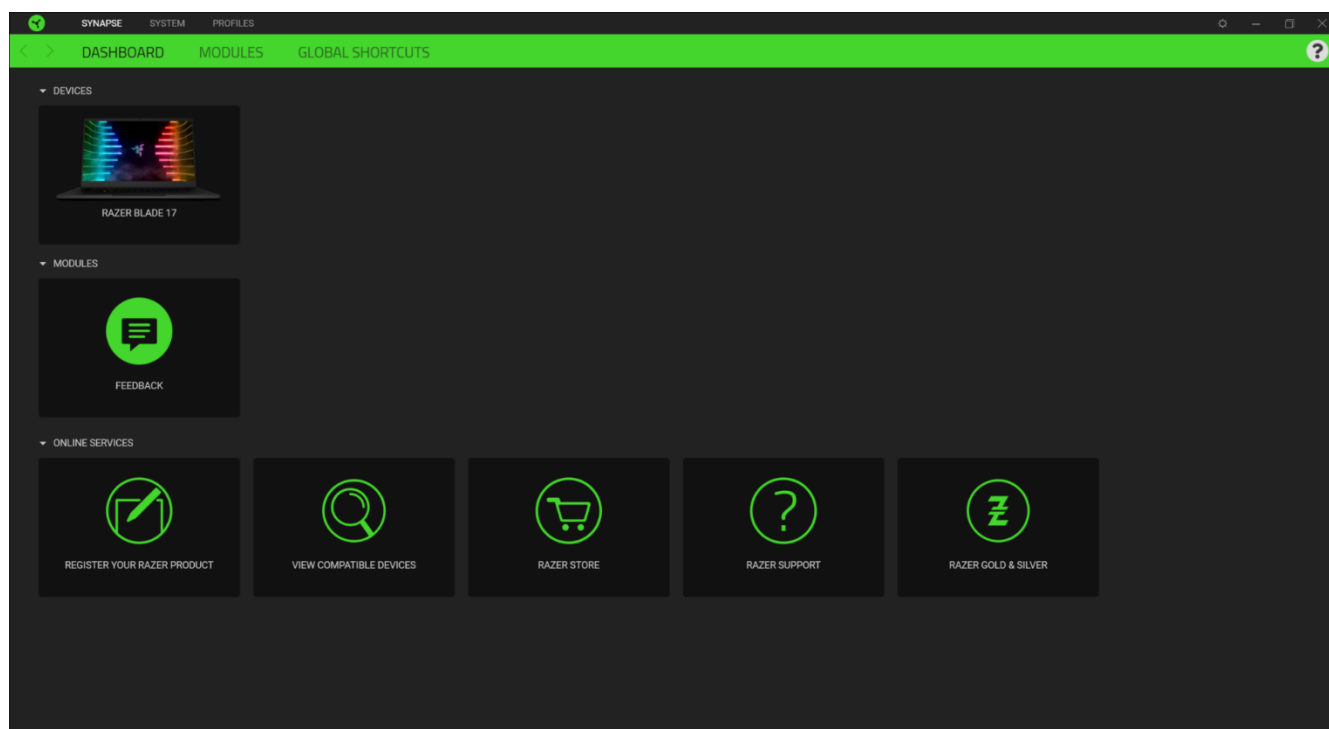 SYNAPSE SYSTEM PROFILES
DASHBOARD MODULES GLOBAL SHORTCUTS
?
DEVICES
RAZER BLADE 17
MODULES
FEEDBACK
ONLINE SERVICES
REGISTER YOUR RAZER PRODUCT VIEW COMPATIBLE DEVICES RAZER STORE RAZER SUPPORT RAZER GOLD & SILVER